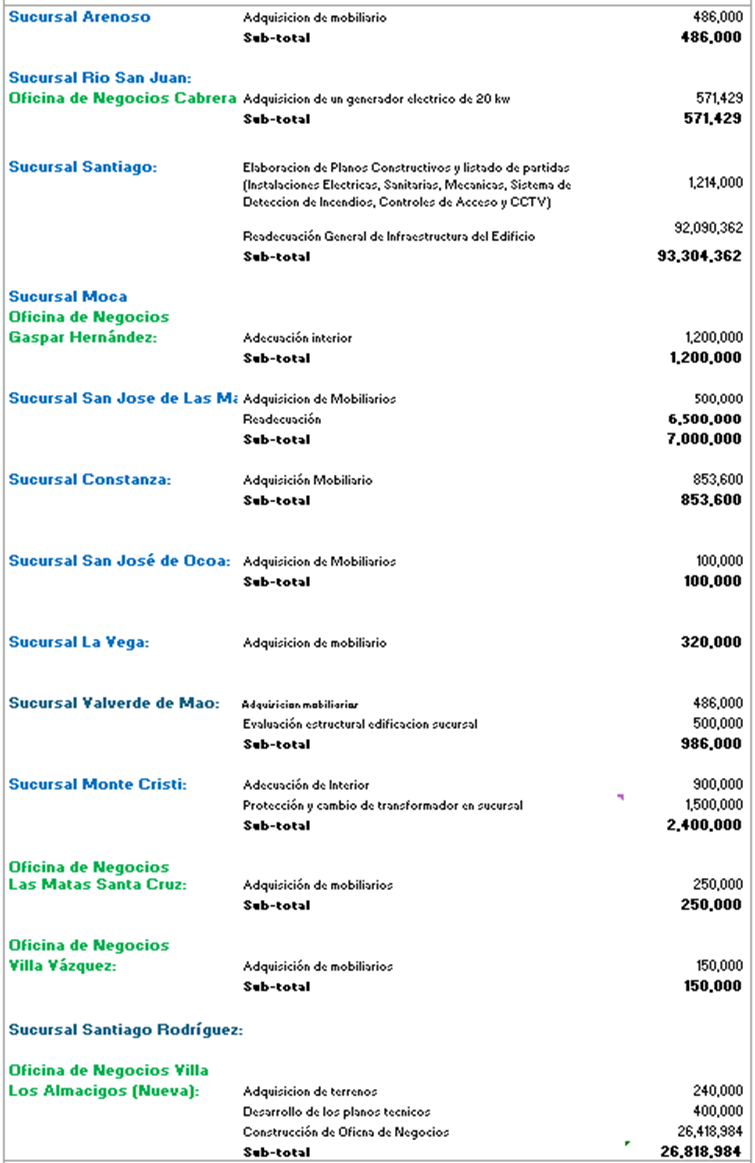 Sucursal Arenoso Adquisicion de mobiliario 486,000
Sub-total 486,000
Sucursal Rio San Juan:
Oficina de Negocios Cabrera Adquisicion de un generador electrico de 20 kw 571,429
Sub-total 571,429
Sucursal Santiago: Elaboracion de Planos Constructivos y listado de partidas
(Instalaciones Electricas, Sanitarias, Mecanicas, Sistema de 1,214,000
Deteccion de Incendios, Controles de Acceso y CCTV)
92,090,362
Readecuación General de Infraestructura del Edificio
Sub-total 93,304,362
Sucursal Moca
Oficina de Negocios
Gaspar Hernández: Adecuación interior 1,200,000
Sub-total 1,200,000
Sucursal San Jose de Las Ma Adquisicion de Mobiliarios 500,000
Readecuación 6,500,000
Sub-total 7,000,000
Sucursal Constanza: Adquisición Mobiliario 853,600
Sub-total 853,600
Sucursal San José de Ocoa: Adquisicion de Mobiliarios 100,000
Sub-total 100,000
Sucursal La Vega: Adquisicion de mobiliario 320,000
Sucursal Valverde de Mao: Adquisicion mobiliarios 486,000
Evaluación estructural edificacion sucursal 500,000
Sub-total 986,000
Sucursal Monte Cristi: Adecuación de Interior 900,000
Protección y cambio de transformador en sucursal 1,500,000
Sub-total 2,400,000
Oficina de Negocios
Las Matas Santa Cruz: Adquisición de mobiliarios 250,000
Sub-total 250,000
Oficina de Negocios
Villa Vázquez: Adquisición de mobiliarios 150,000
Sub-total 150,000
Sucursal Santiago Rodríguez:
Oficina de Negocios Villa
Los Almacigos (Nueva): Adquisicion de terrenos 240,000
Desarrollo de los planos tecnicos 400,000
Construcción de Oficna de Negocios 26,418,984
Sub-total 26,818,984